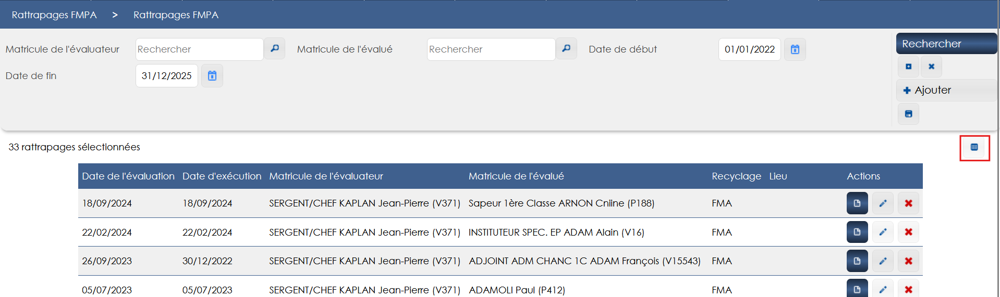 Rattrapages FMPA > Rattrapages FMPA
Matricule de l'évaluateur Rechercher Matricule de l'évalué Rechercher Date de début 01/01/2022 Rechercher
Date de fin 31/12/2025
Ajouter
33 rattrapages sélectionnées
Date de l'évaluation Date d'exécution Matricule de l'évaluateur Matricule de l'évalué Recyclage Lieu Actions
18/09/2024 18/09/2024 SERGENT/CHEF KAPLAN Jean-Pierre (V371) Sapeur 1ère Classe ARNON Cniine (P188) FMA
22/02/2024 22/02/2024 SERGENT/CHEF KAPLAN Jean-Pierre (V371) INSTITUTEUR SPEC. EP ADAM Alain (V16) FMA
26/09/2023 30/12/2022 SERGENT/CHEF KAPLAN Jean-Pierre (V371) ADJOINT ADM CHANC 1C ADAM François (V15543) FMA
05/07/2023 05/07/2023 SERGENT/CHEF KAPLAN Jean-Pierre (V371) ADAMOLI Paul (P412) FMA